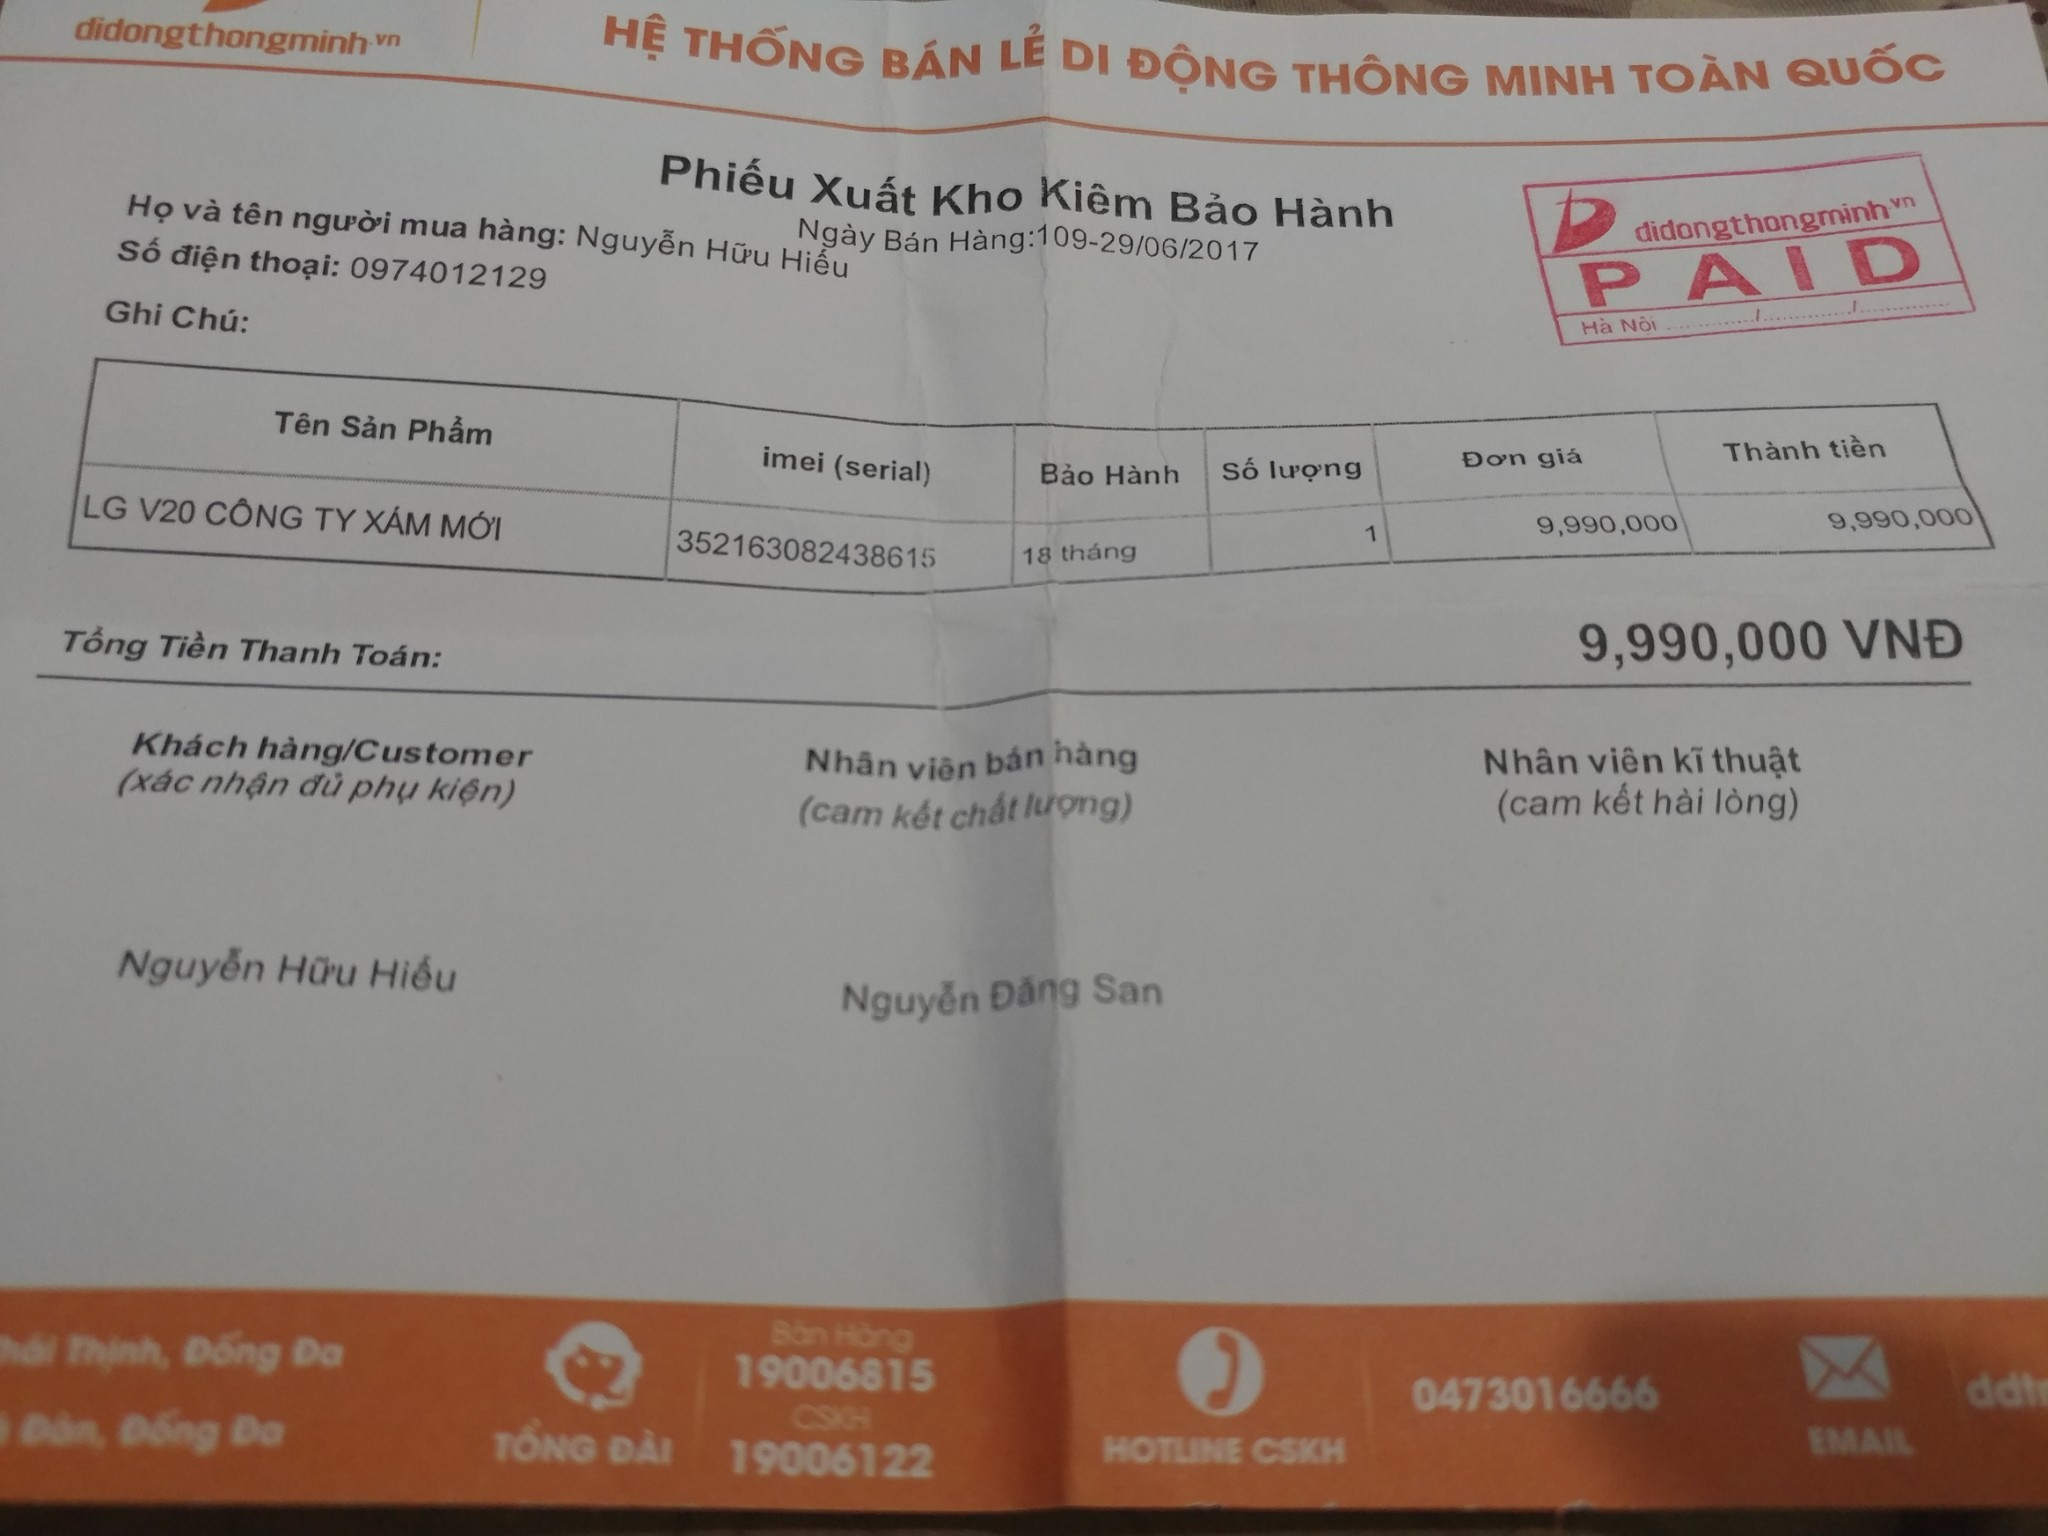 didongthongminh.vn
HỆ THỐNG BÁN LẺ DI ĐỘNG THÔNG MINH TOÀN QUỐC
Phiếu Xuất Kho Kiêm Bảo Hành
Ngày Bán Hàng:109-29/06/2017
Họ và tên người mua hàng: Nguyễn Hữu Hiếu
Số điện thoại: 0974012129
Ghi Chú:
didongthongminh.vn
PAID
Hà Nội ............/............/............
Tên Sản Phẩm imei (serial) Bảo Hành Số lượng Đơn giá Thành tiền
LG V20 CÔNG TY XÁM MỚI 352163082438615 18 tháng 1 9,990,000 9,990,000
Tổng Tiền Thanh Toán: 9,990,000 VNĐ
Khách hàng/Customer Nhân viên bán hàng Nhân viên kĩ thuật
(xác nhận đủ phụ kiện) (cam kết chất lượng) (cam kết hài lòng)
Nguyễn Hữu Hiếu Nguyễn Đăng San
Thịnh, Đống Đa
Đàn, Đống Đa
TỔNG ĐÀI
Bán Hàng
19006815
CSKH
19006122
HOTLINE CSKH
0473016666
EMAIL